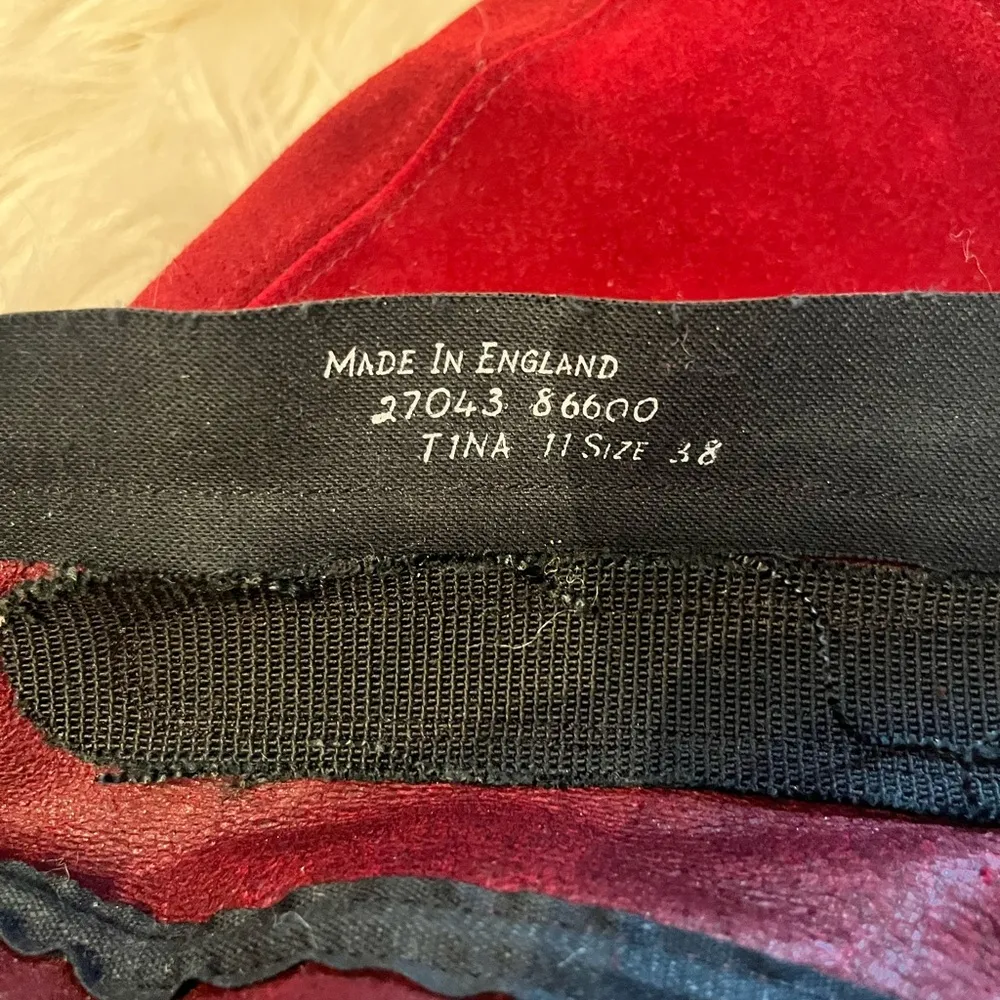 MADE IN ENGLAND
27043 86600
TINA 11 SIZE 38